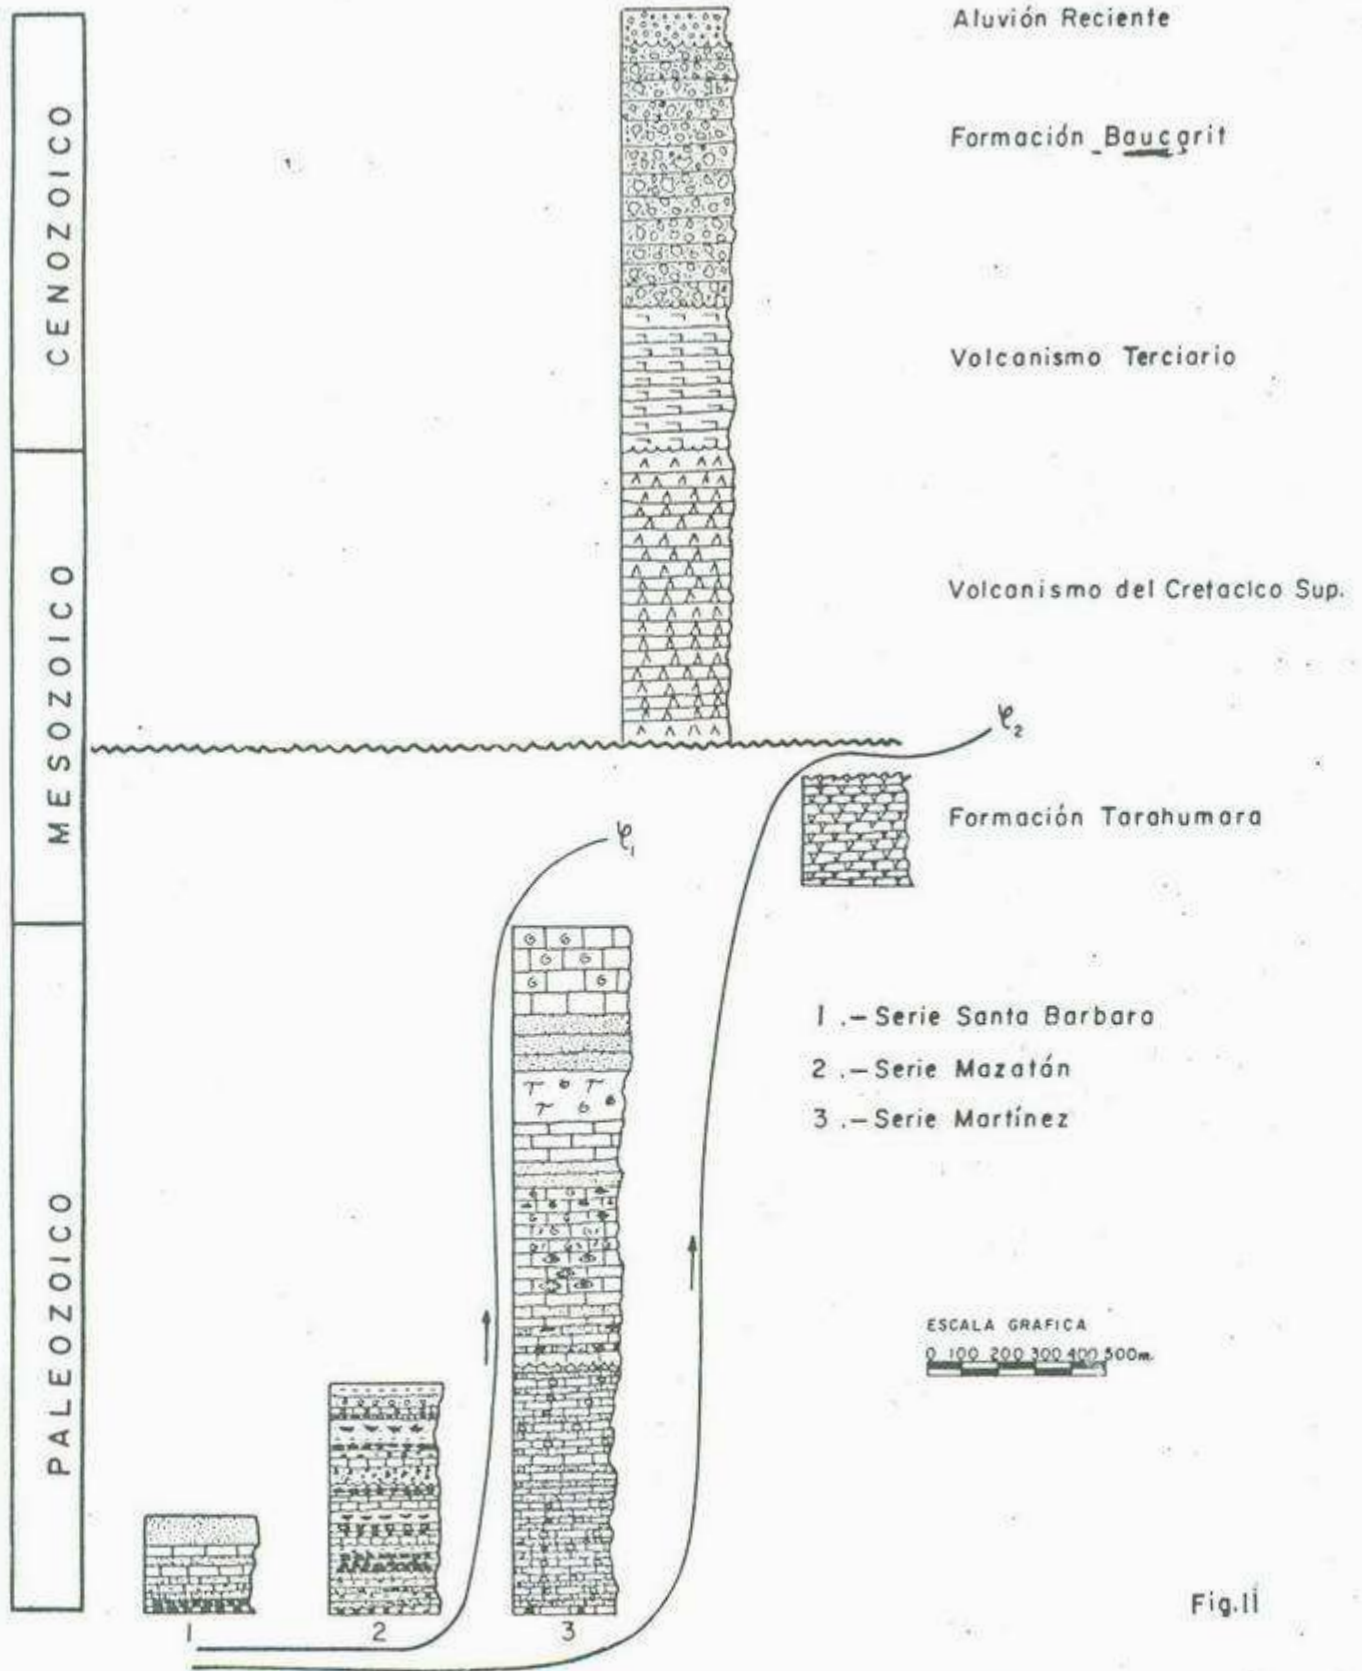 Aluvión Reciente
Formación Baucarit
CENOZOICO
Volcanismo Terciario
MESOZOICO
Volcanismo del Cretacico Sup.
φ2
Formación Tarahumara
φ1
PALEOZOICO
1 .- Serie Santa Barbara
2 .- Serie Mazatán
3 .- Serie Martínez
ESCALA GRAFICA
0 100 200 300 400 500m.
1 2 3
Fig.11